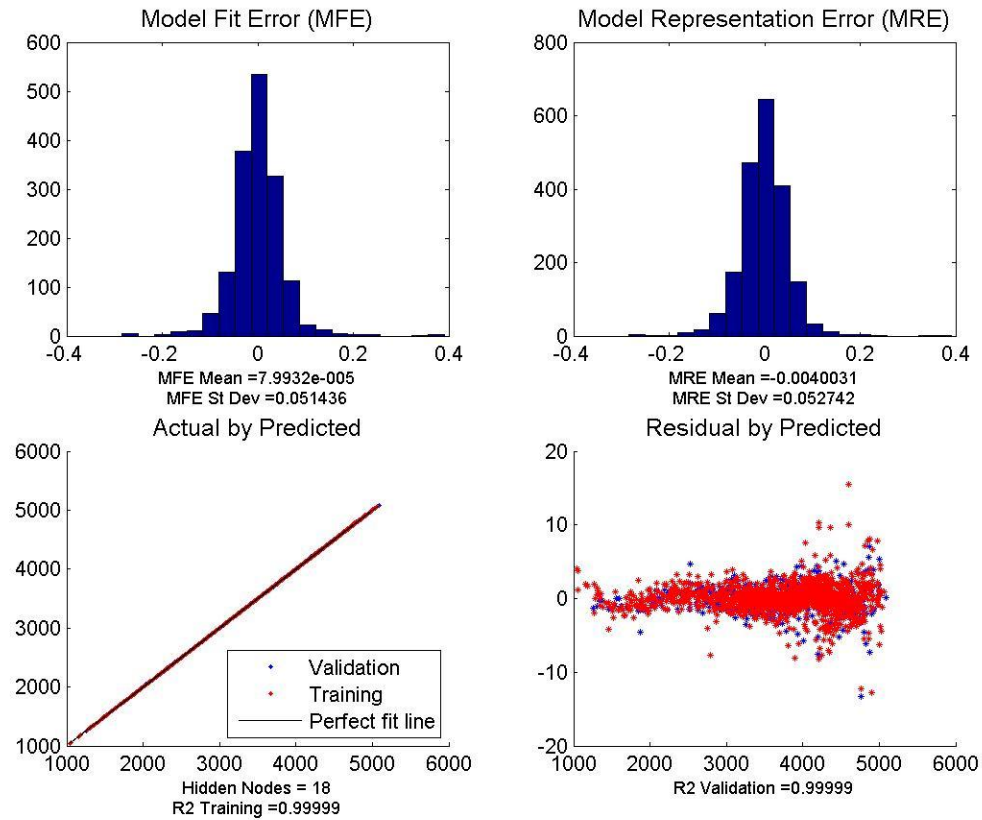 Model Fit Error (MFE)
600
500
400
300
200
100
0
-0.4 -0.2 0 0.2 0.4
MFE Mean =7.9932e-005
MFE St Dev =0.051436
Model Representation Error (MRE)
800
600
400
200
0
-0.4 -0.2 0 0.2 0.4
MRE Mean =-0.0040031
MRE St Dev =0.052742
Actual by Predicted
6000
5000
4000
3000
2000
1000
Validation
Training
Perfect fit line
1000 2000 3000 4000 5000 6000
Hidden Nodes = 18
R2 Training =0.99999
Residual by Predicted
20
10
0
-10
-20
1000 2000 3000 4000 5000 6000
R2 Validation =0.99999